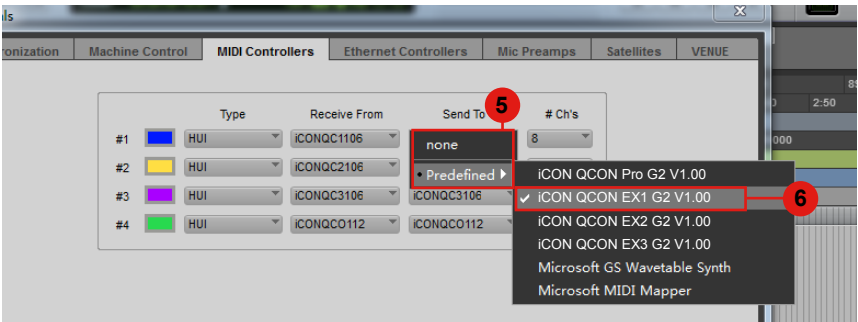 ls
ronization Machine Control MIDI Controllers Ethernet Controllers Mic Preamps Satellites VENUE
Type Receive From Send To # Ch's
5
#1 HUI iCONQC1106 none 8
#2 HUI iCONQC2106 • Predefined
#3 HUI iCONQC3106 iCONQC3106
#4 HUI iCONQCO112 iCONQCO112
iCON QCON Pro G2 V1.00
✓ iCON QCON EX1 G2 V1.00
6
iCON QCON EX2 G2 V1.00
iCON QCON EX3 G2 V1.00
Microsoft GS Wavetable Synth
Microsoft MIDI Mapper
2:50
000